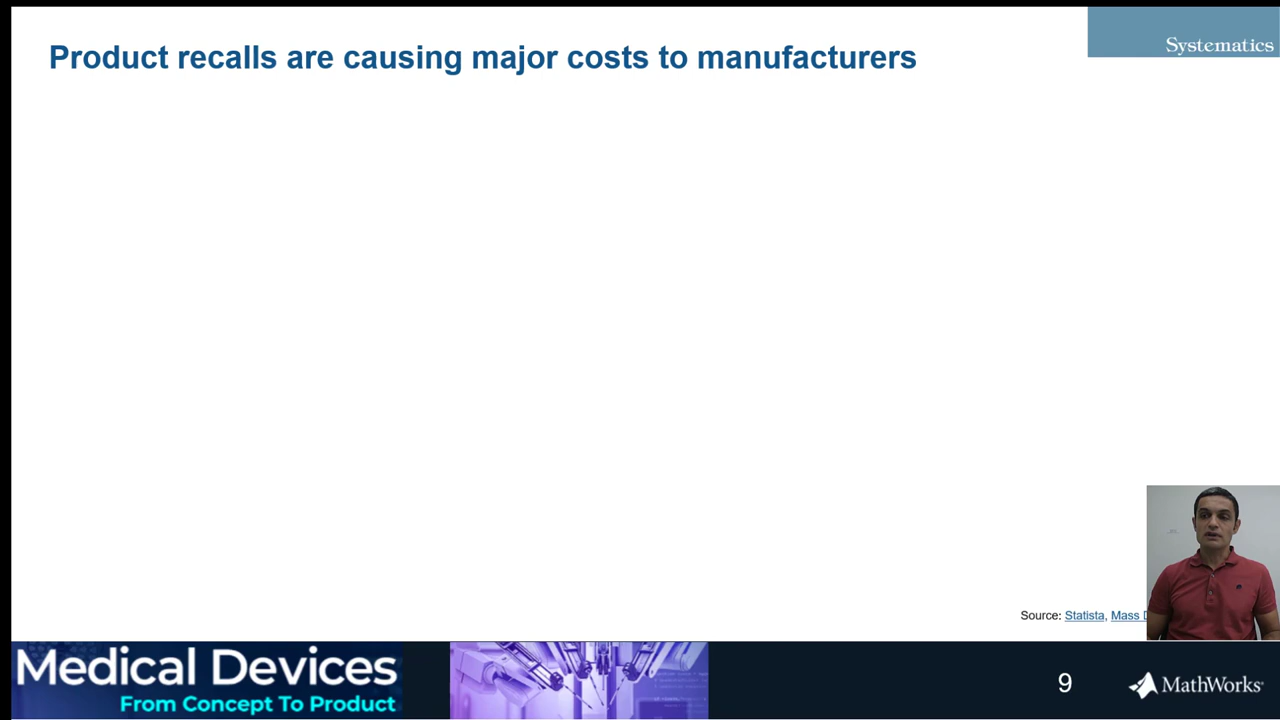 Product recalls are causing major costs to manufacturers
Systematics
Source: Statista, Mass
Medical Devices
From Concept To Product
9
MathWorks